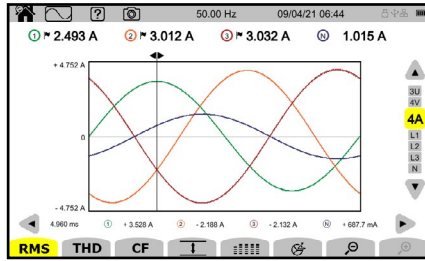 ? 50.00 Hz 09/04/21 06:44
1 2.493 A 2 3.012 A 3 3.032 A N 1.015 A
+ 4.752 A
0
- 4.752 A
3U
4V
4A
L1
L2
L3
N
4.960 ms 1 + 3.528 A 2 - 2.188 A 3 - 2.132 A N + 687.7 mA
RMS THD CF